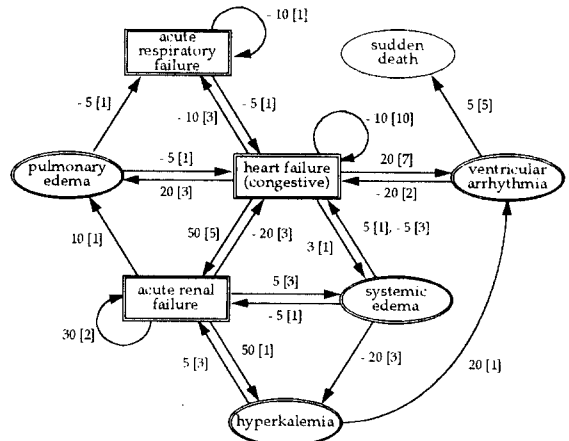 - 10 [1]
acute
respiratory
failure
sudden
death
- 5 [1]
- 10 [3]
- 5 [1]
- 10 [10]
5 [5]
pulmonary
edema
- 5 [1]
20 [3]
heart failure
(congestive)
20 [7]
- 20 [2]
ventricular
arrhythmia
10 [1]
50 [5]
- 20 [3]
3 [1]
5 [1], - 5 [3]
acute renal
failure
5 [3]
- 5 [1]
systemic
edema
30 [2]
5 [3]
50 [1]
- 20 [3]
20 [1]
hyperkalemia